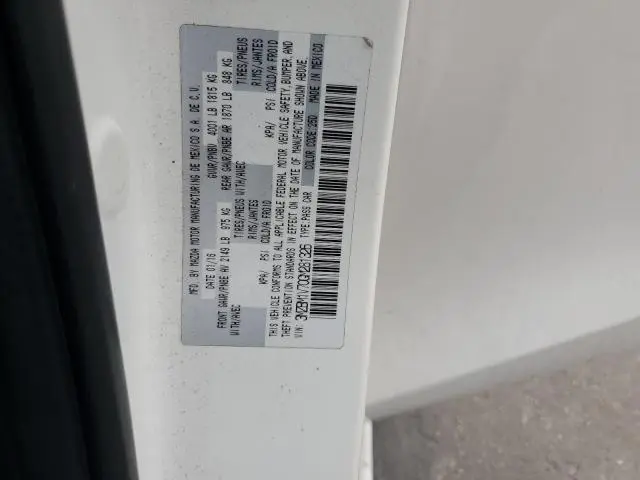 MFG. BY MAZDA MOTOR MANUFACTURING DE MEXICO S.A. DE C.V.
DATE 01/16 GVWR/PNBV 4001 LB 1815 KG
FRONT GAWR/PNBE AV 2149 LB 975 KG REAR GAWR/PNBE AR 1870 LB 848 KG
WITH/AVEC TIRES/PNEUS WITH/AVEC TIRES/PNEUS
RIMS/JANTES RIMS/JANTES
KPA/ PSI COLD/A FROID KPA/ PSI COLD/A FROID
THIS VEHICLE CONFORMS TO ALL APPLICABLE FEDERAL MOTOR VEHICLE SAFETY, BUMPER, AND
THEFT PREVENTION STANDARDS IN EFFECT ON THE DATE OF MANUFACTURE SHOWN ABOVE.
VIN: TYPE PASS CAR COLOR CODE: 25D MADE IN MEXICO